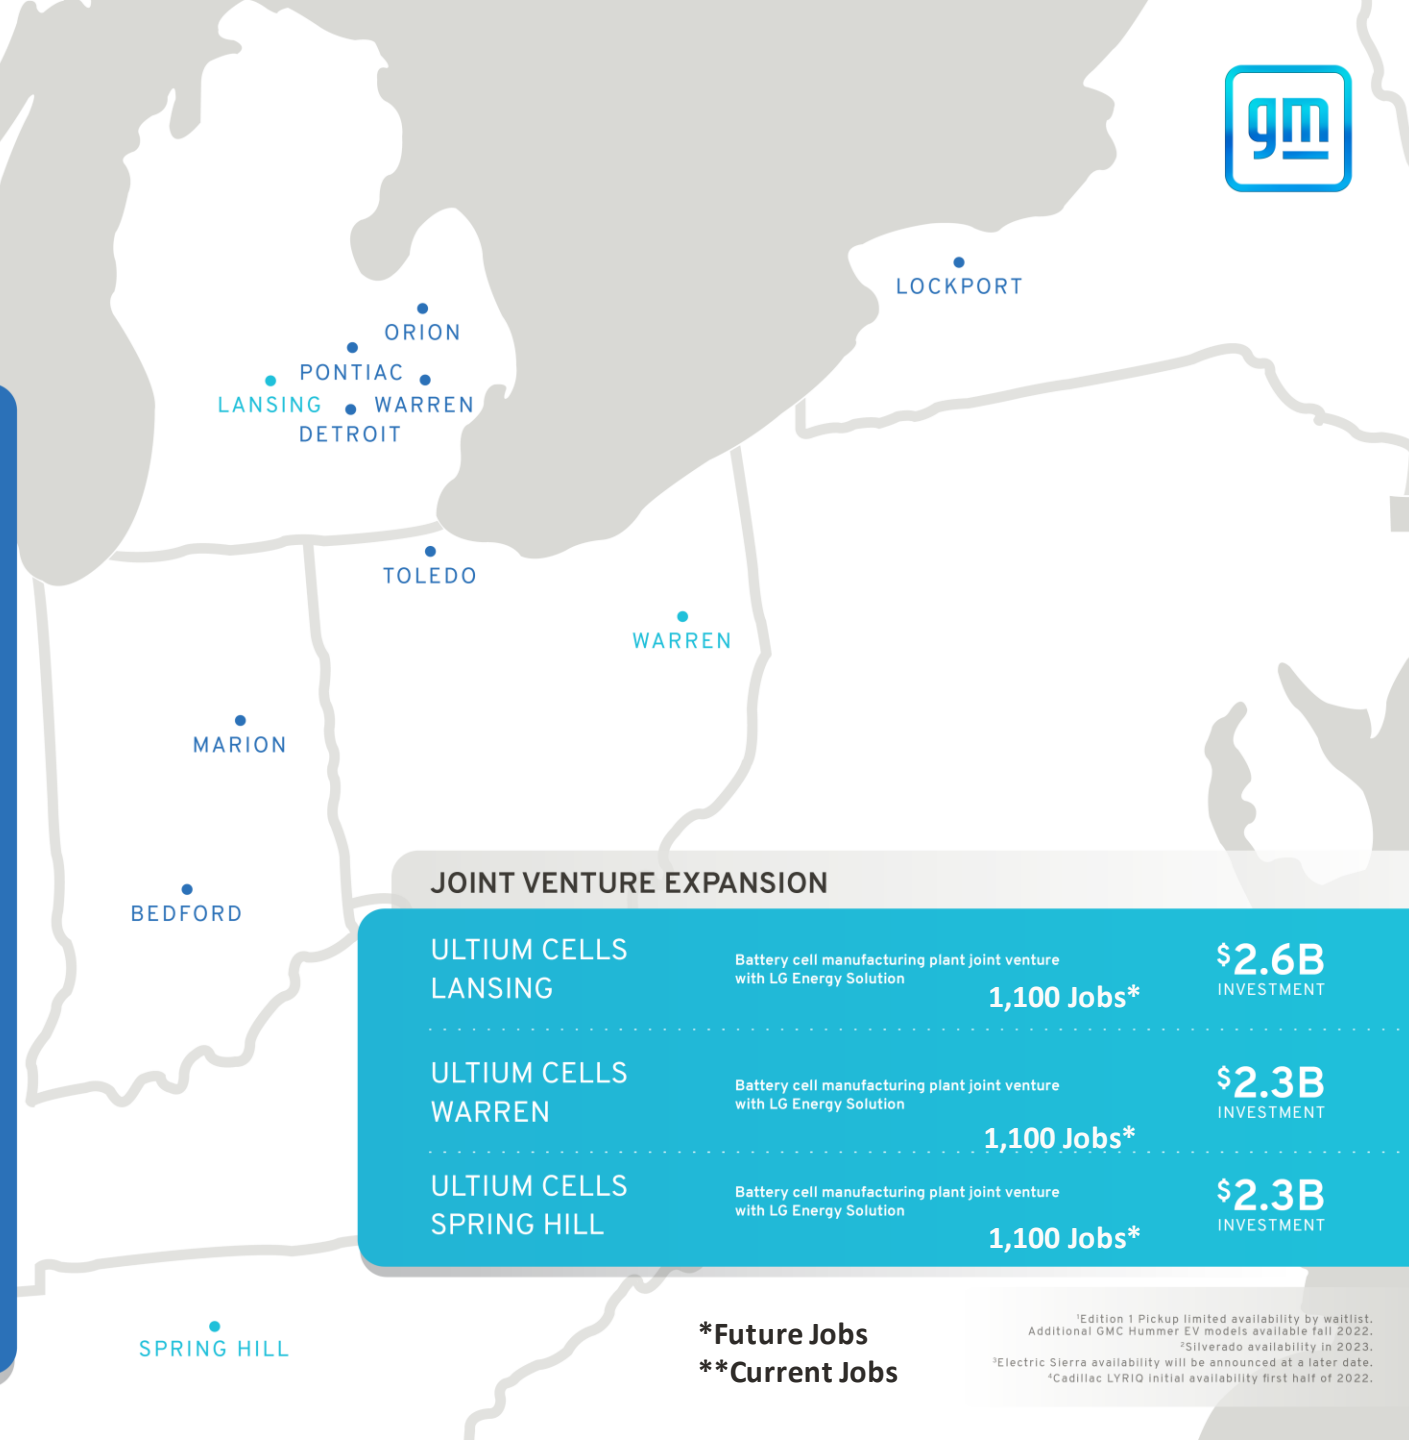 gm
LOCKPORT
ORION
PONTIAC
LANSING
WARREN
DETROIT
TOLEDO
WARREN
MARION
BEDFORD
JOINT VENTURE EXPANSION
ULTIUM CELLS
LANSING
Battery cell manufacturing plant joint venture
with LG Energy Solution
1,100 Jobs*
$2.6B
INVESTMENT
ULTIUM CELLS
WARREN
Battery cell manufacturing plant joint venture
with LG Energy Solution
1,100 Jobs*
$2.3B
INVESTMENT
ULTIUM CELLS
SPRING HILL
Battery cell manufacturing plant joint venture
with LG Energy Solution
1,100 Jobs*
$2.3B
INVESTMENT
SPRING HILL
*Future Jobs
**Current Jobs
¹Edition 1 Pickup limited availability by waitlist.
Additional GMC Hummer EV models available fall 2022.
²Silverado availability in 2023.
³Electric Sierra availability will be announced at a later date.
⁴Cadillac LYRIQ initial availability first half of 2022.